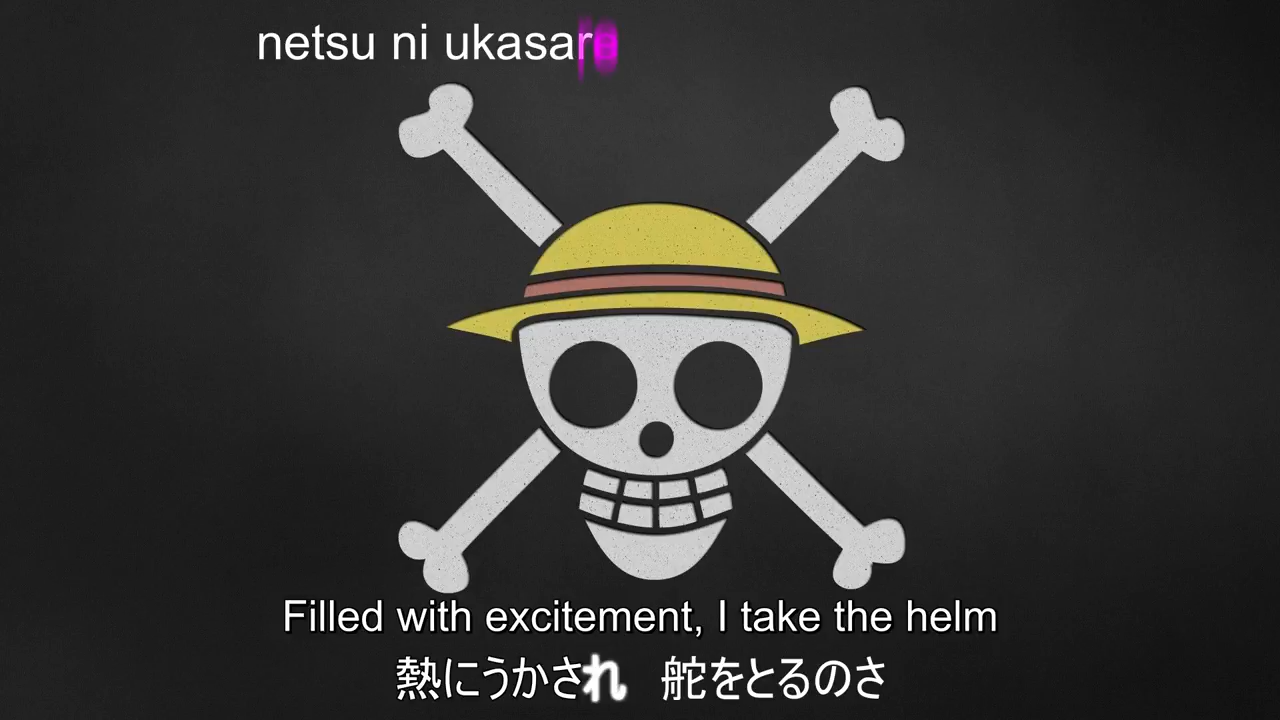 netsu ni ukasare
Filled with excitement, I take the helm
熱にうかされ 舵をとるのさ